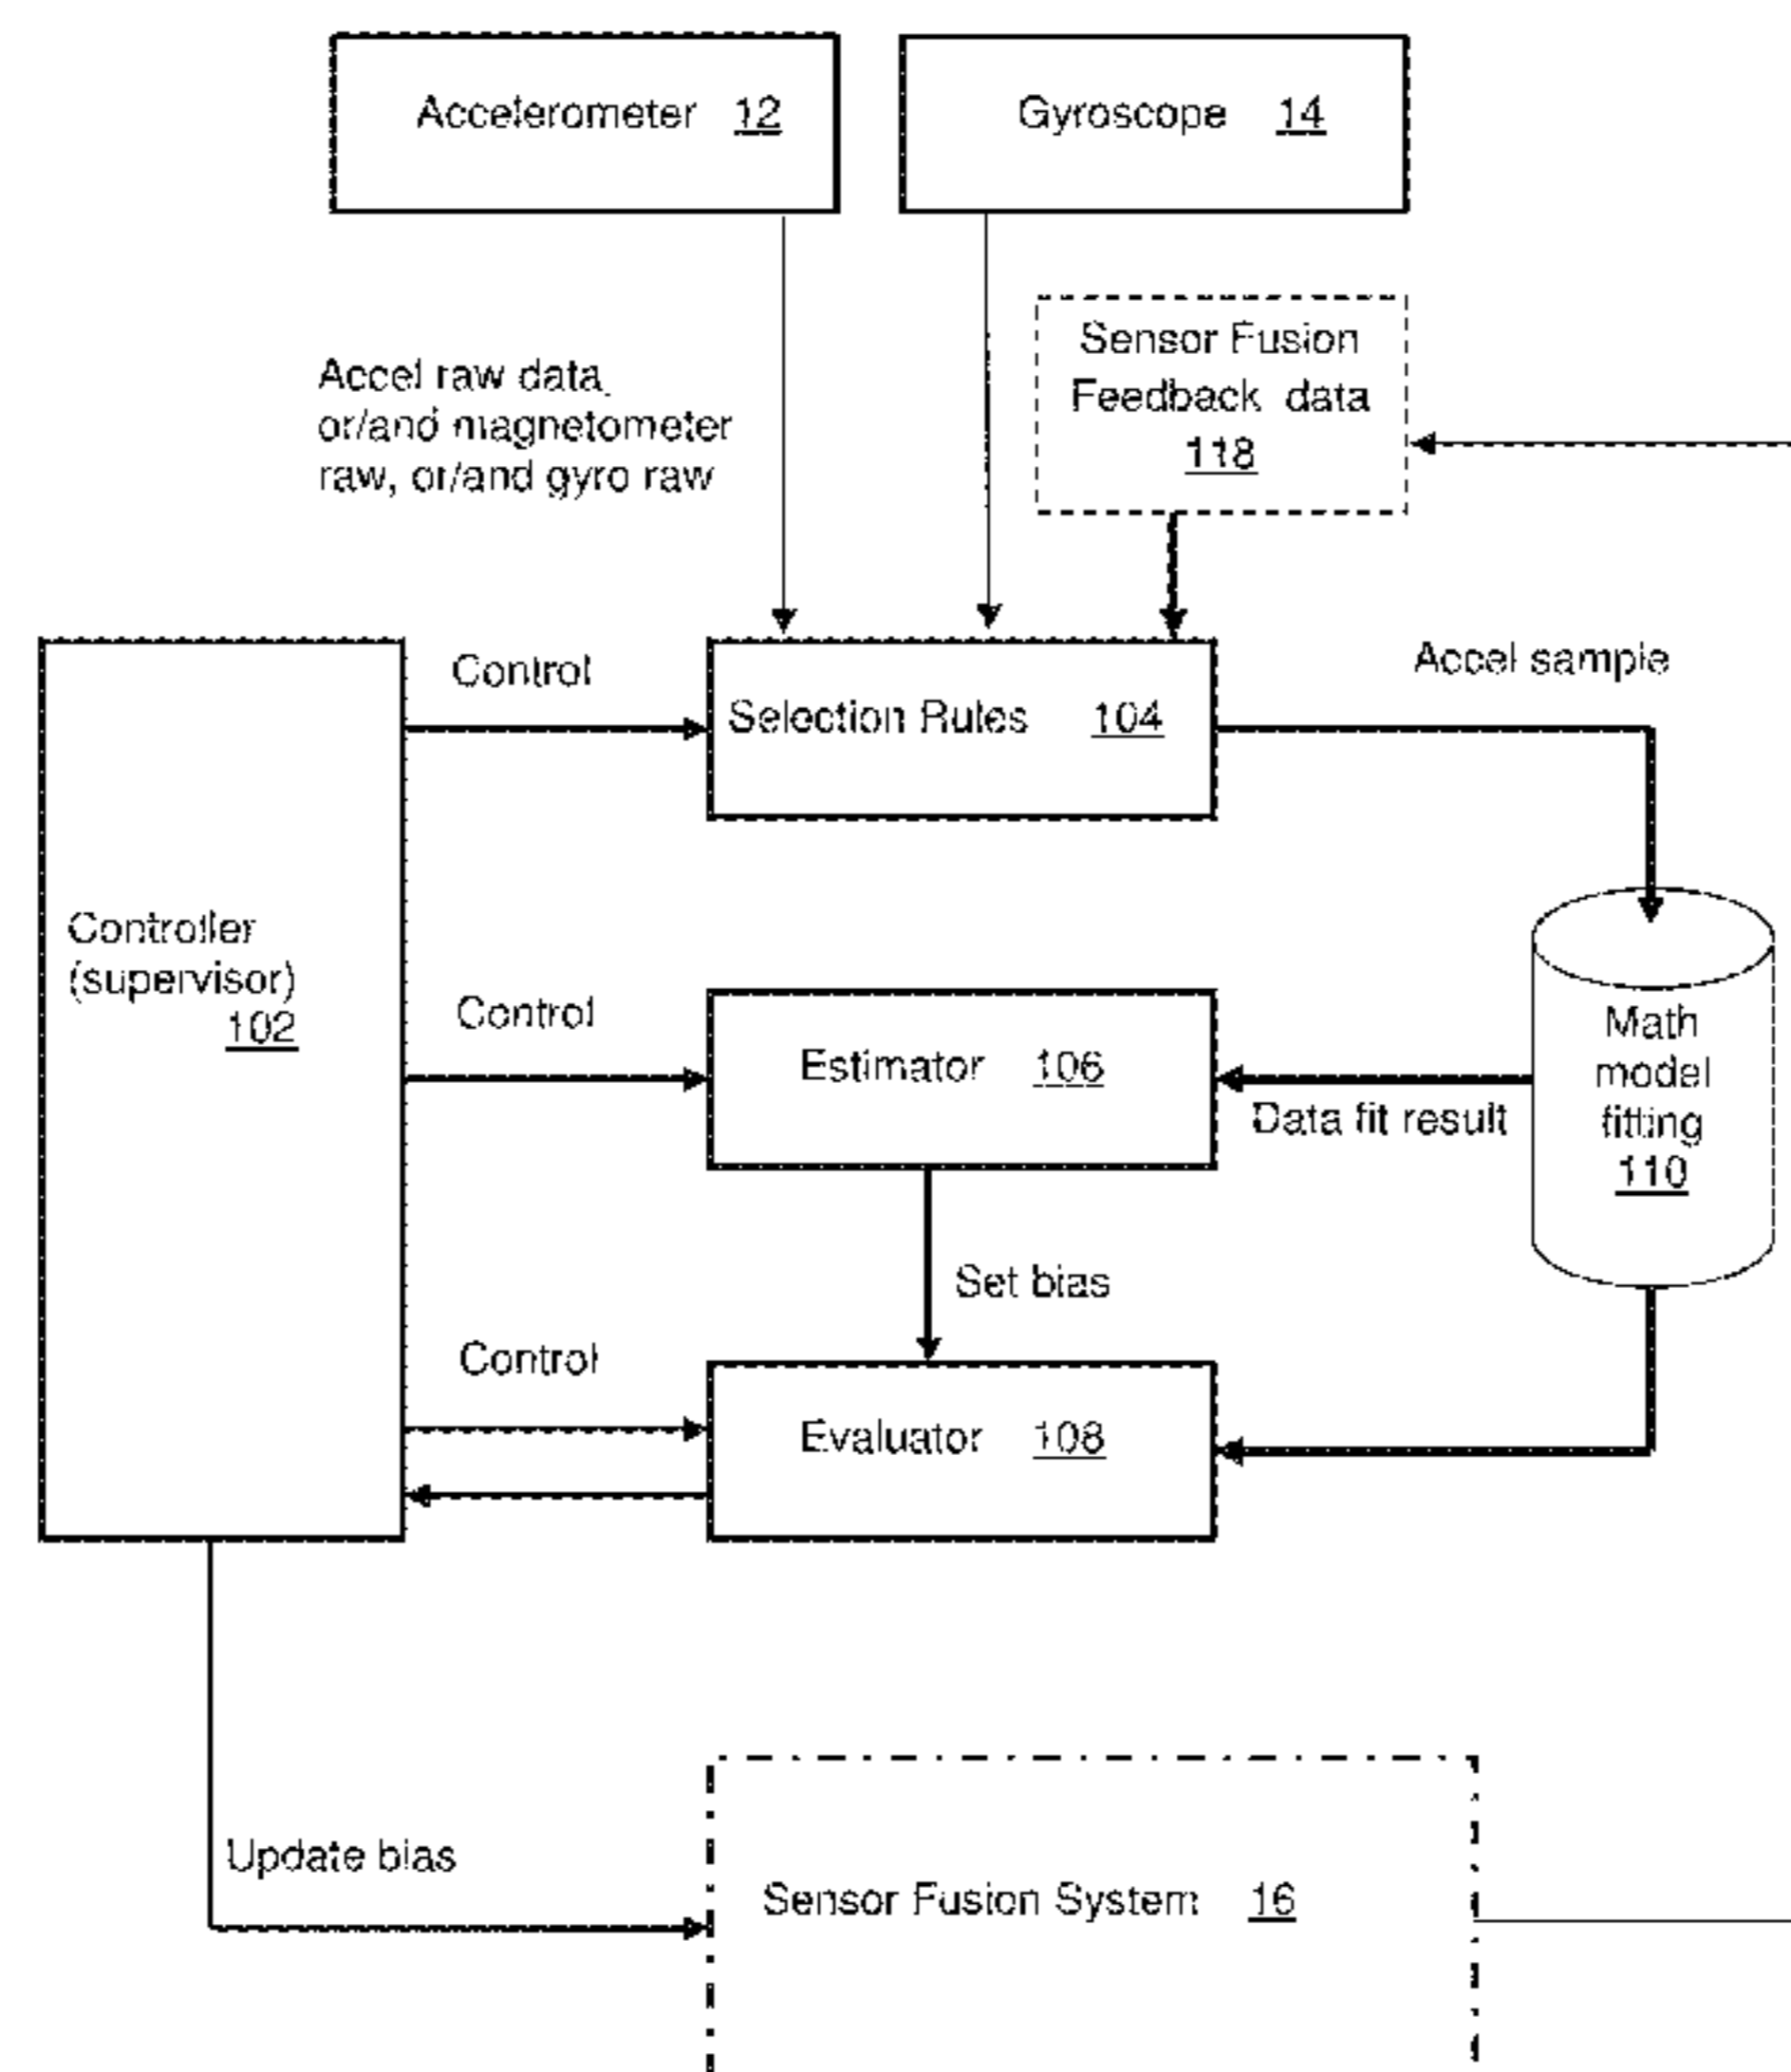 Accelerometer 12
Gyroscope 14
Sensor Fusion
Feedback data
118
Accel raw data,
or/and magnetometer
raw, or/and gyro raw
Control
Selection Rules 104
Accel sample
Controller
(supervisor)
102
Control
Estimator 106
Data fit result
Math
model
fitting
110
Set bias
Control
Evaluator 108
Update bias
Sensor Fusion System 16